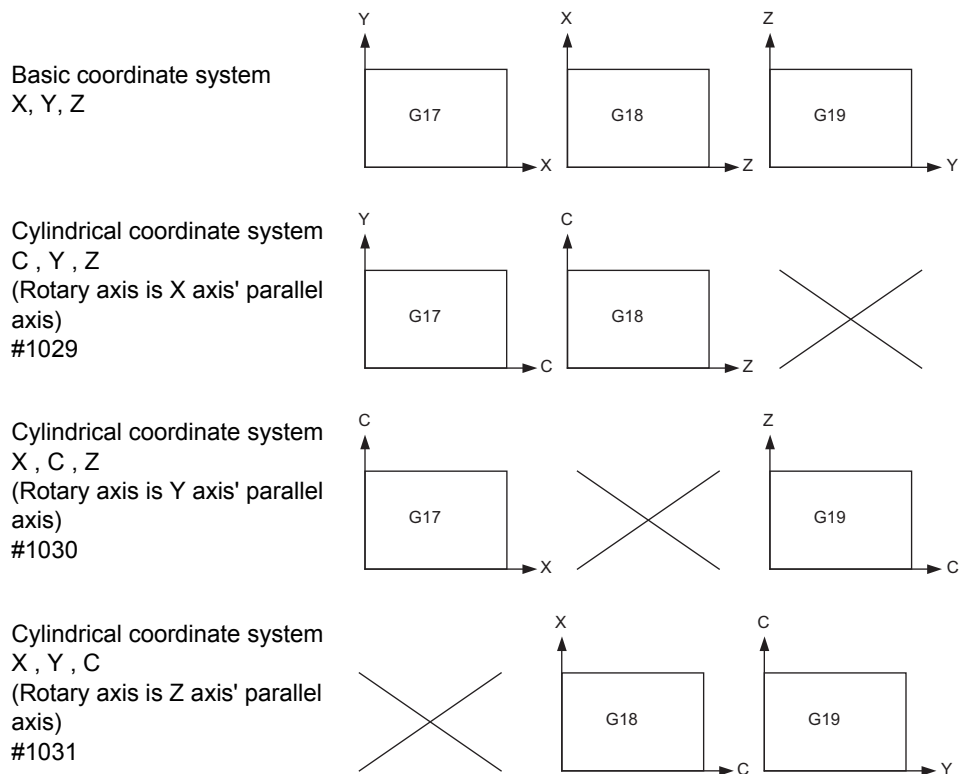 Basic coordinate system
X, Y, Z
Y
G17
X
X
G18
Z
Z
G19
Y
Cylindrical coordinate system
C , Y , Z
(Rotary axis is X axis' parallel
axis)
#1029
Y
G17
C
C
G18
Z
Cylindrical coordinate system
X , C , Z
(Rotary axis is Y axis' parallel
axis)
#1030
C
G17
X
Z
G19
C
Cylindrical coordinate system
X , Y , C
(Rotary axis is Z axis' parallel
axis)
#1031
X
G18
C
C
G19
Y